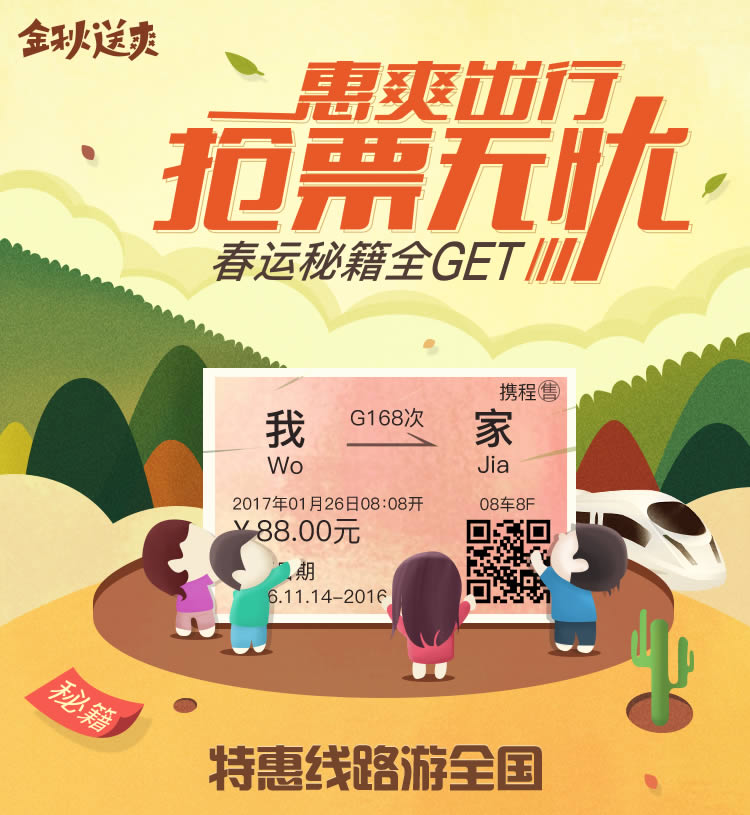 金秋送爽
惠爽出行
抢票无忧
春运秘籍全GET
携程售
我 G168次 家
Wo Jia
2017年01月26日08:08开 08车8F
¥88.00元
日期
6.11.14-2016
秘籍
特惠线路游全国